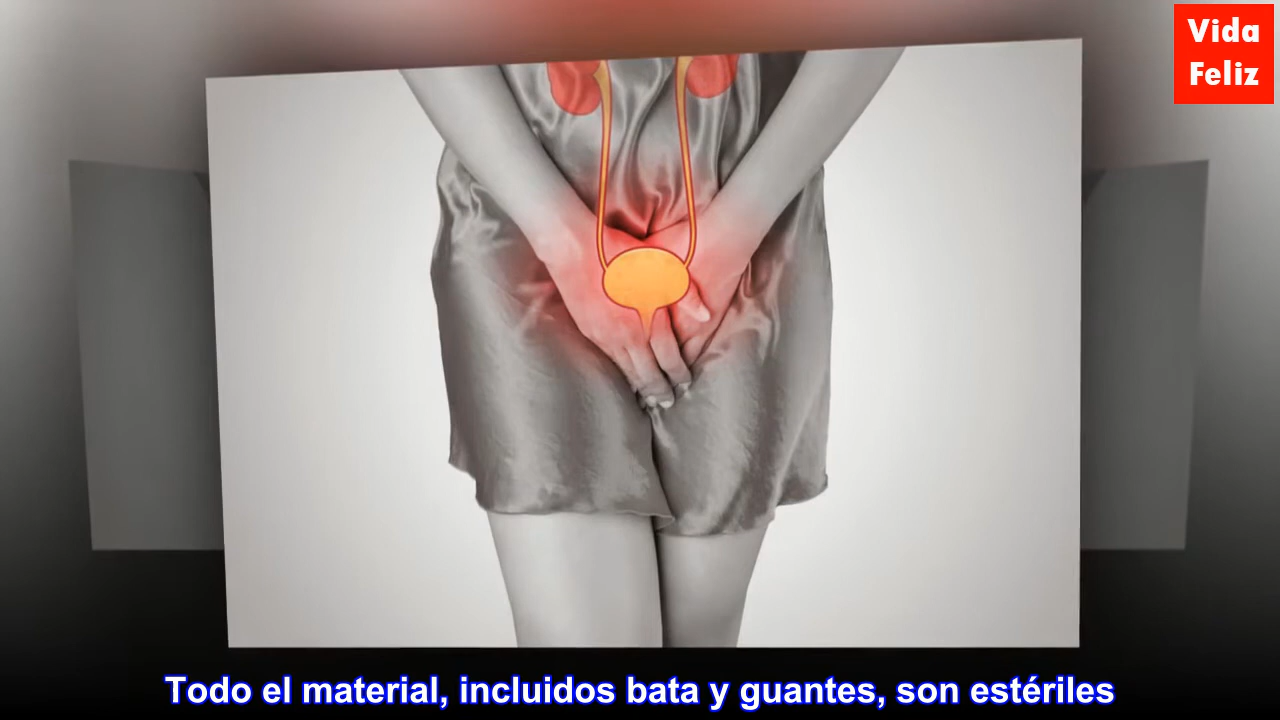 Vida
Feliz
Todo el material, incluidos bata y guantes, son estériles